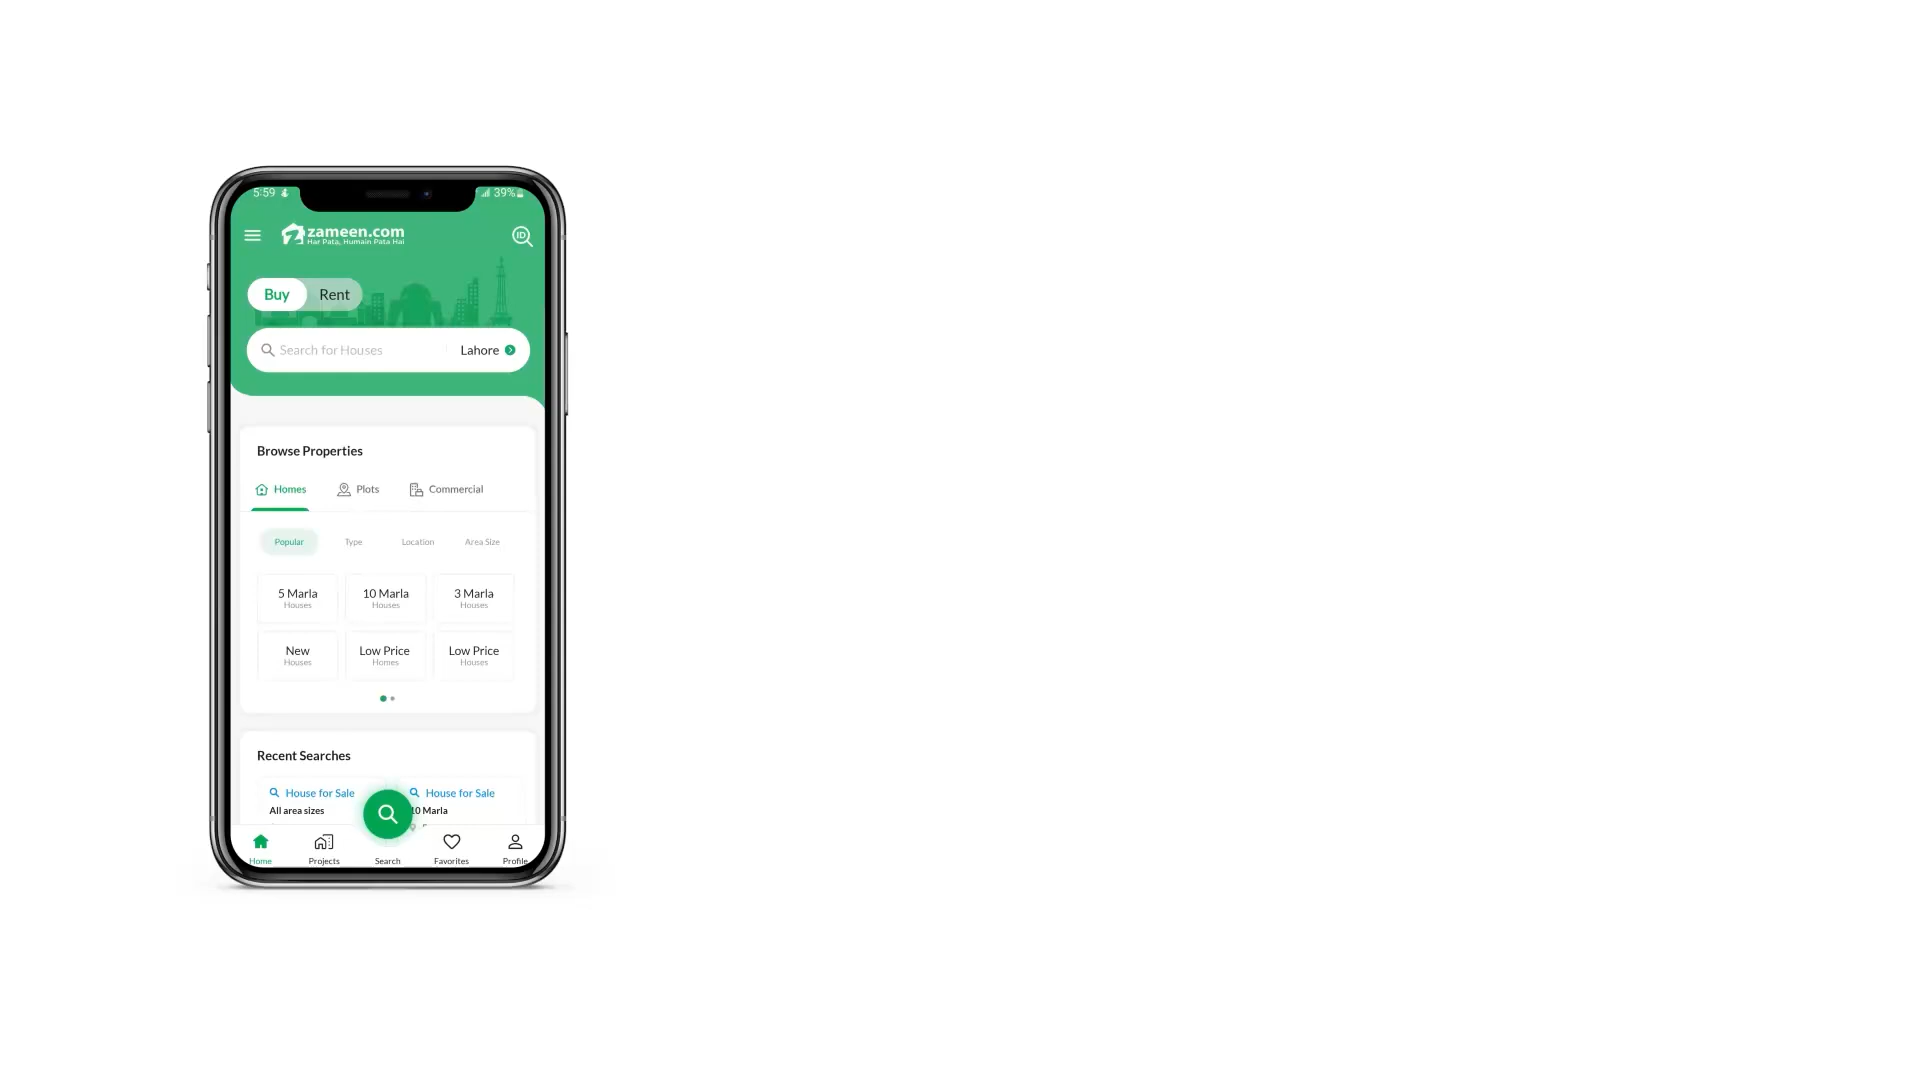 5:59
39%
zameen.com
Har Pata, Humain Pata Hai
ID
Buy Rent
Search for Houses Lahore
Browse Properties
Homes Plots Commercial
Popular Type Location Area Size
5 Marla 10 Marla 3 Marla
Houses Houses Houses
New Low Price Low Price
Houses Homes Houses
Recent Searches
House for Sale House for Sale
All area sizes 10 Marla
Home Projects Search Favorites Profile